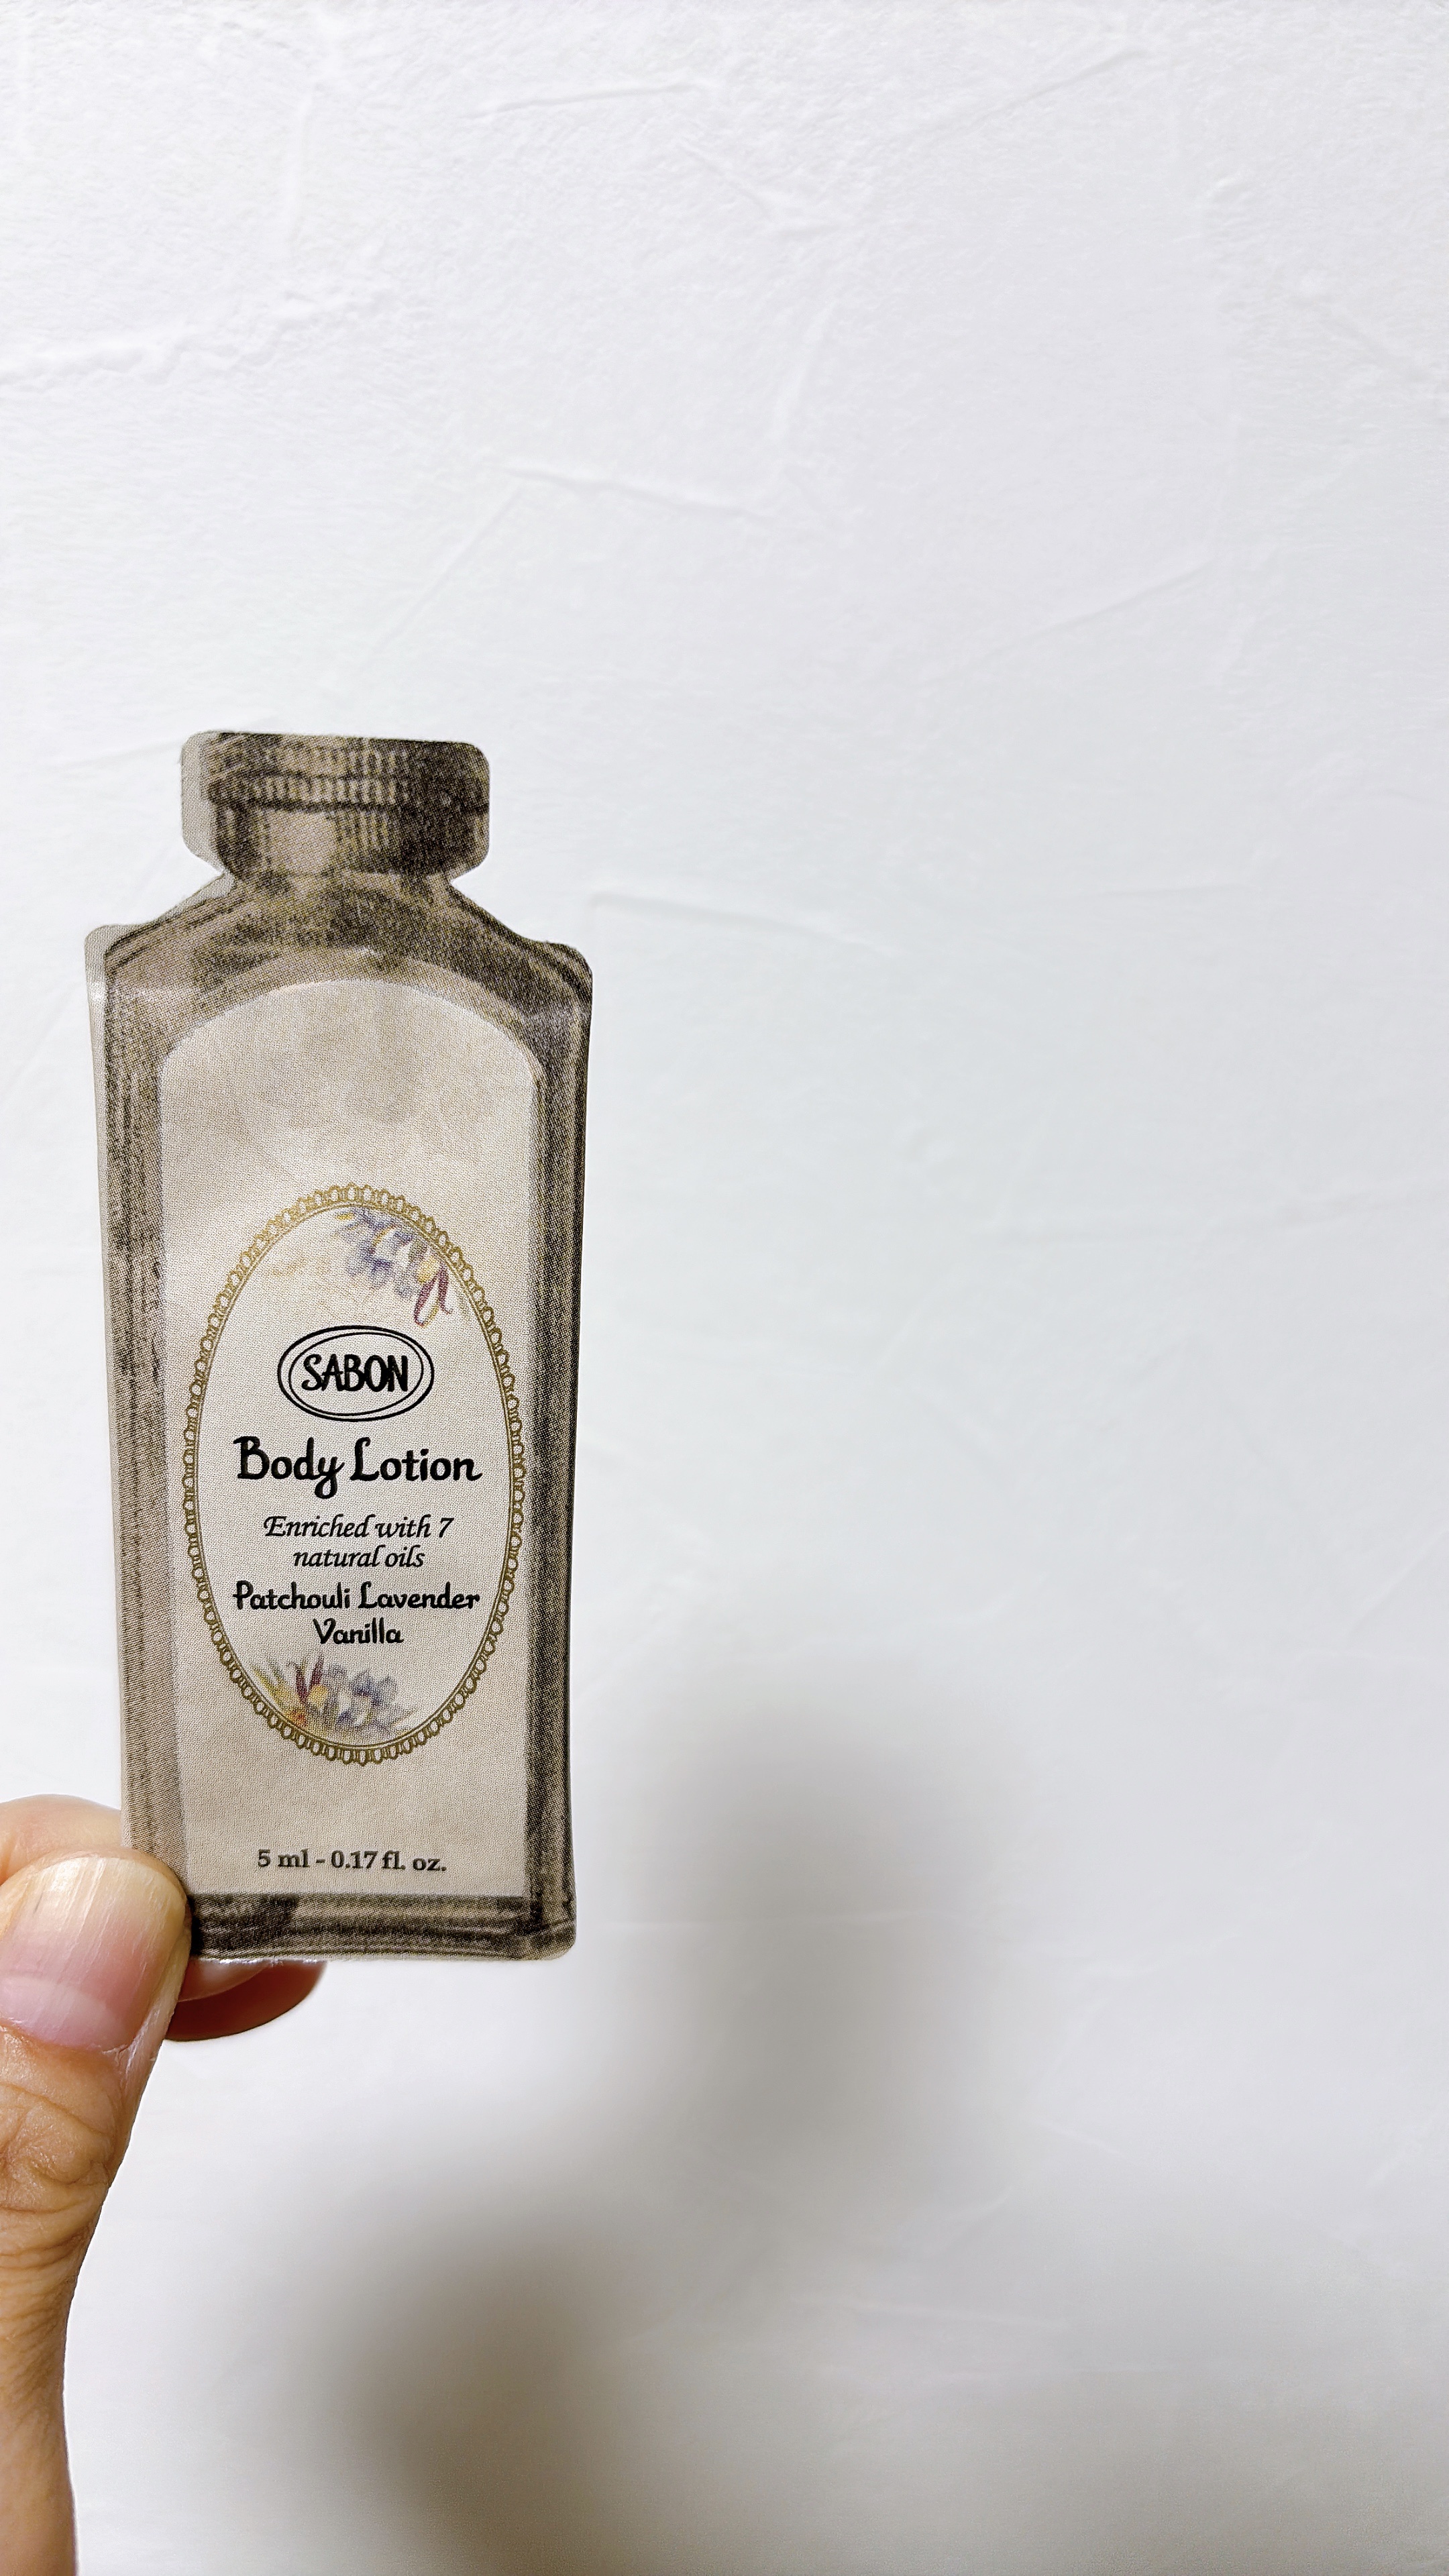 SABON
Body Lotion
Enriched with 7
natural oils
Patchouli Lavender
Vanilla
5 ml - 0.17 fl. oz.